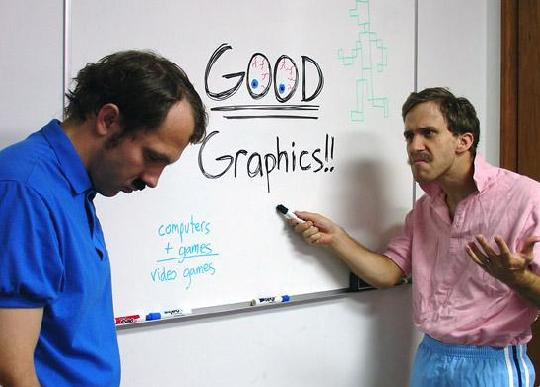 GOOD
Graphics!!
computers
+ games
video games